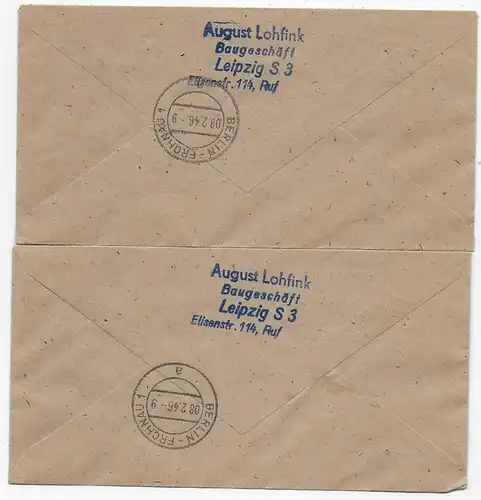 August Lohfink
Baugeschäft
Leipzig S 3
Elisenstr. 114, Ruf
BERLIN-FROHNAU 1
08.2.46.-9
August Lohfink
Baugeschäft
Leipzig S 3
Elisenstr. 114, Ruf
a
BERLIN-FROHNAU 1
08.2.46.-9